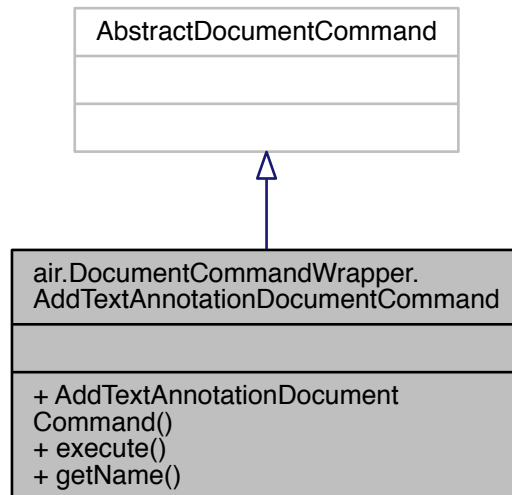 AbstractDocumentCommand
air.DocumentCommandWrapper.
AddTextAnnotationDocumentCommand
+ AddTextAnnotationDocument
Command()
+ execute()
+ getName()